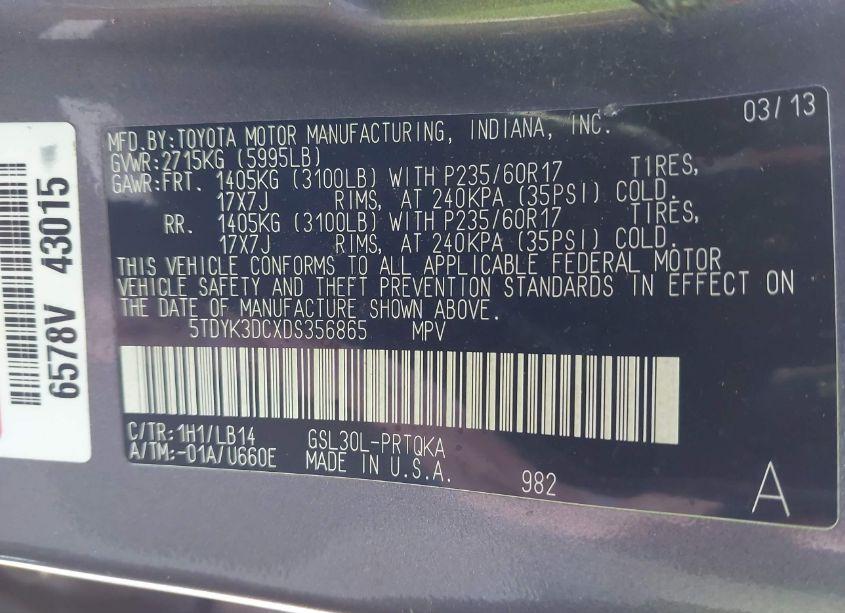 03/13
MFD.BY:TOYOTA MOTOR MANUFACTURING, INDIANA, INC.
GVWR:2715KG (5995LB)
GAWR:FRT. 1405KG (3100LB) WITH P235/60R17 TIRES,
17X7J RIMS, AT 240KPA (35PSI) COLD.
RR. 1405KG (3100LB) WITH P235/60R17 TIRES,
17X7J RIMS, AT 240KPA (35PSI) COLD.
THIS VEHICLE CONFORMS TO ALL APPLICABLE FEDERAL MOTOR
VEHICLE SAFETY AND THEFT PREVENTION STANDARDS IN EFFECT ON
THE DATE OF MANUFACTURE SHOWN ABOVE.
5TDYK3DCXDS356865 MPV
C/TR:1H1/LB14 GSL30L-PRTQKA
A/TM:-01A/U660E MADE IN U.S.A.
982
A
6578V 43015